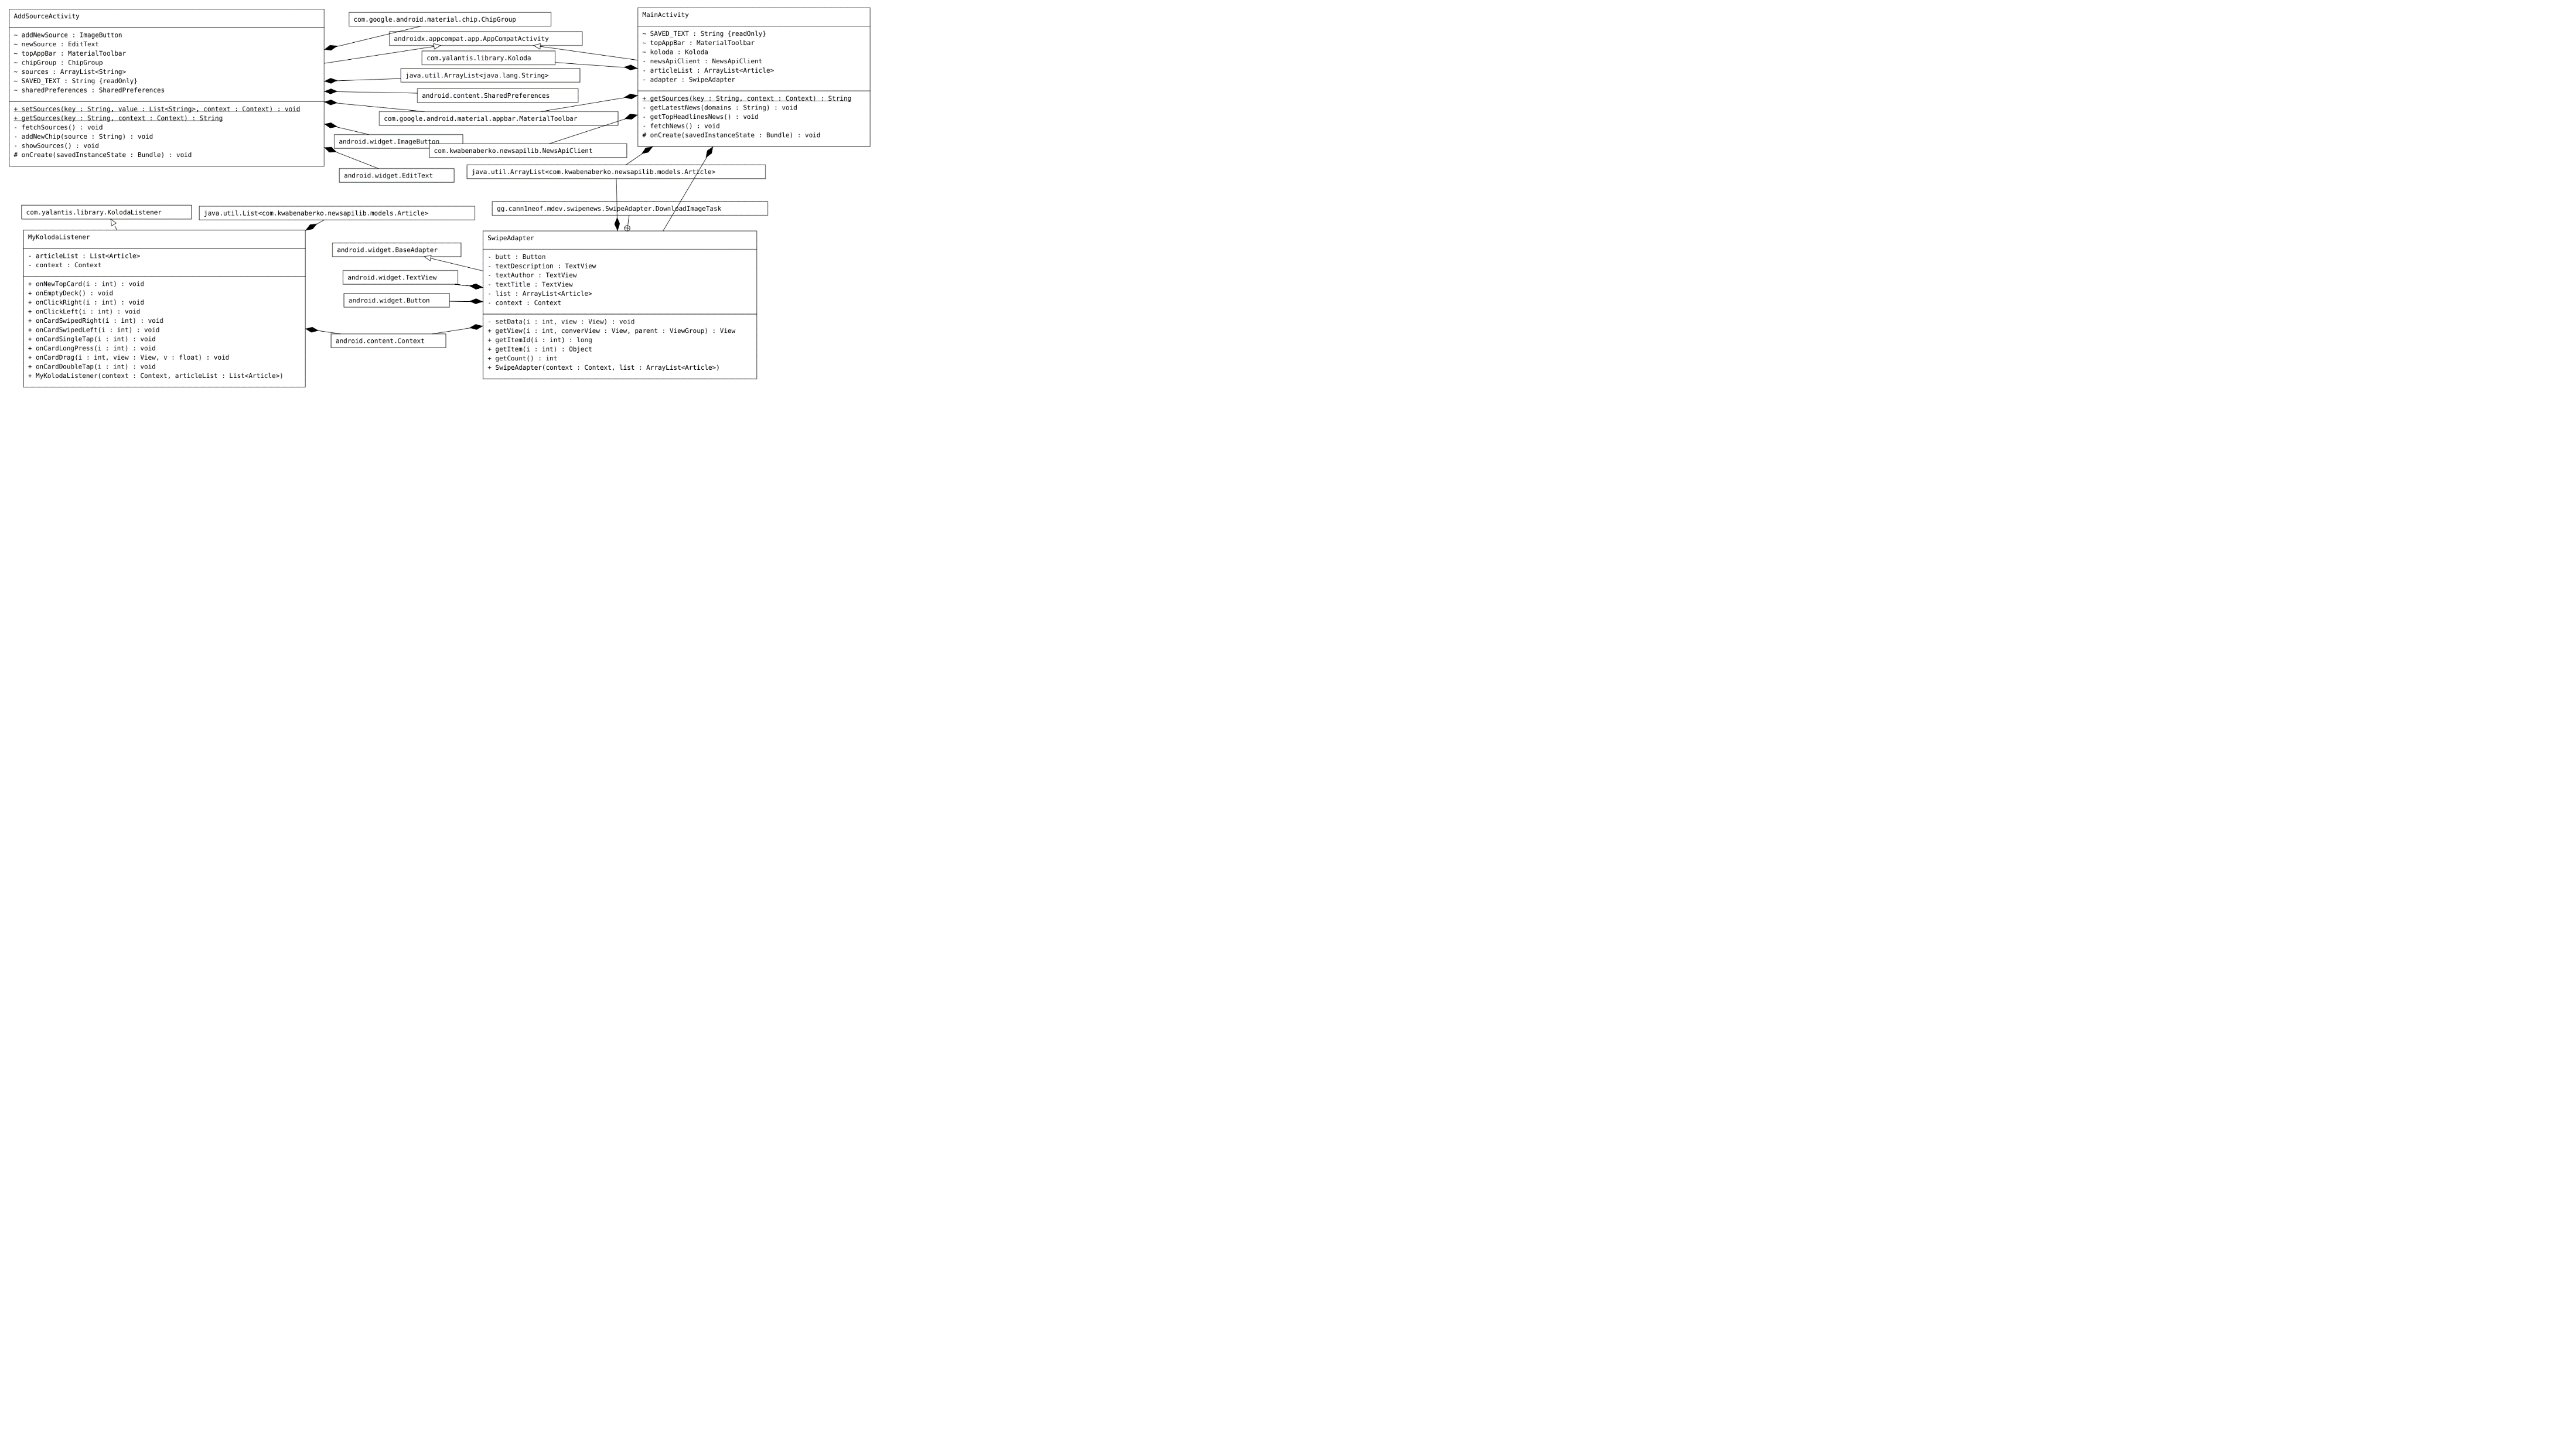 AddSourceActivity
~ addNewSource : ImageButton
~ newSource : EditText
~ topAppBar : MaterialToolbar
~ chipGroup : ChipGroup
~ sources : ArrayList<String>
~ SAVED_TEXT : String {readOnly}
~ sharedPreferences : SharedPreferences
+ setSources(key : String, value : List<String>, context : Context) : void
+ getSources(key : String, context : Context) : String
- fetchSources() : void
- addNewChip(source : String) : void
- showSources() : void
# onCreate(savedInstanceState : Bundle) : void
com.google.android.material.chip.ChipGroup
androidx.appcompat.app.AppCompatActivity
com.yalantis.library.Koloda
java.util.ArrayList<java.lang.String>
android.content.SharedPreferences
com.google.android.material.appbar.MaterialToolbar
android.widget.ImageButton
com.kwabenaberko.newsapilib.NewsApiClient
android.widget.EditText
java.util.ArrayList<com.kwabenaberko.newsapilib.models.Article>
MainActivity
~ SAVED_TEXT : String {readOnly}
~ topAppBar : MaterialToolbar
~ koloda : Koloda
- newsApiClient : NewsApiClient
- articleList : ArrayList<Article>
- adapter : SwipeAdapter
+ getSources(key : String, context : Context) : String
- getLatestNews(domains : String) : void
- getTopHeadlinesNews() : void
- fetchNews() : void
# onCreate(savedInstanceState : Bundle) : void
com.yalantis.library.KolodaListener
java.util.List<com.kwabenaberko.newsapilib.models.Article>
gg.cann1neof.mdev.swipenews.SwipeAdapter.DownloadImageTask
MyKolodaListener
- articleList : List<Article>
- context : Context
+ onNewTopCard(i : int) : void
+ onEmptyDeck() : void
+ onClickRight(i : int) : void
+ onClickLeft(i : int) : void
+ onCardSwipedRight(i : int) : void
+ onCardSwipedLeft(i : int) : void
+ onCardSingleTap(i : int) : void
+ onCardLongPress(i : int) : void
+ onCardDrag(i : int, view : View, v : float) : void
+ onCardDoubleTap(i : int) : void
+ MyKolodaListener(context : Context, articleList : List<Article>)
android.widget.BaseAdapter
android.widget.TextView
android.widget.Button
android.content.Context
SwipeAdapter
- butt : Button
- textDescription : TextView
- textAuthor : TextView
- textTitle : TextView
- list : ArrayList<Article>
- context : Context
- setData(i : int, view : View) : void
+ getView(i : int, converView : View, parent : ViewGroup) : View
+ getItemId(i : int) : long
+ getItem(i : int) : Object
+ getCount() : int
+ SwipeAdapter(context : Context, list : ArrayList<Article>)